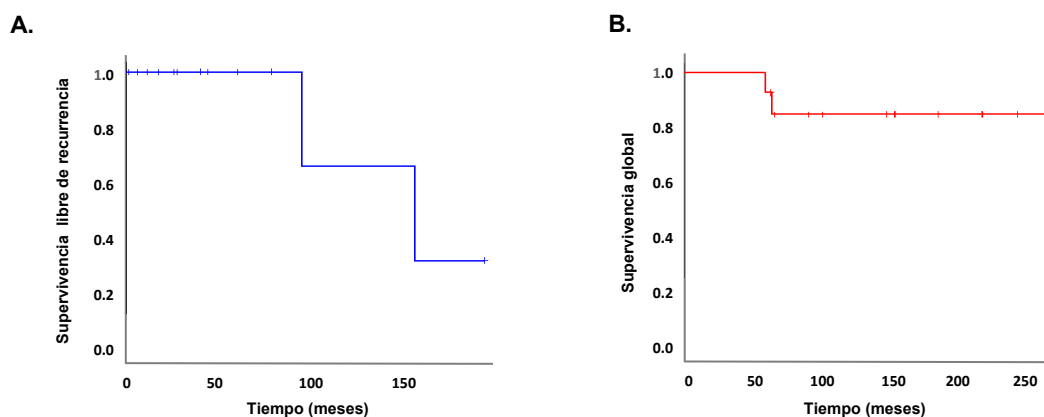 A.
Supervivencia libre de recurrencia
1.0
0.8
0.6
0.4
0.2
0.0
0 50 100 150
Tiempo (meses)
B.
Supervivencia global
1.0
0.8
0.6
0.4
0.2
0.0
0 50 100 150 200 250
Tiempo (meses)